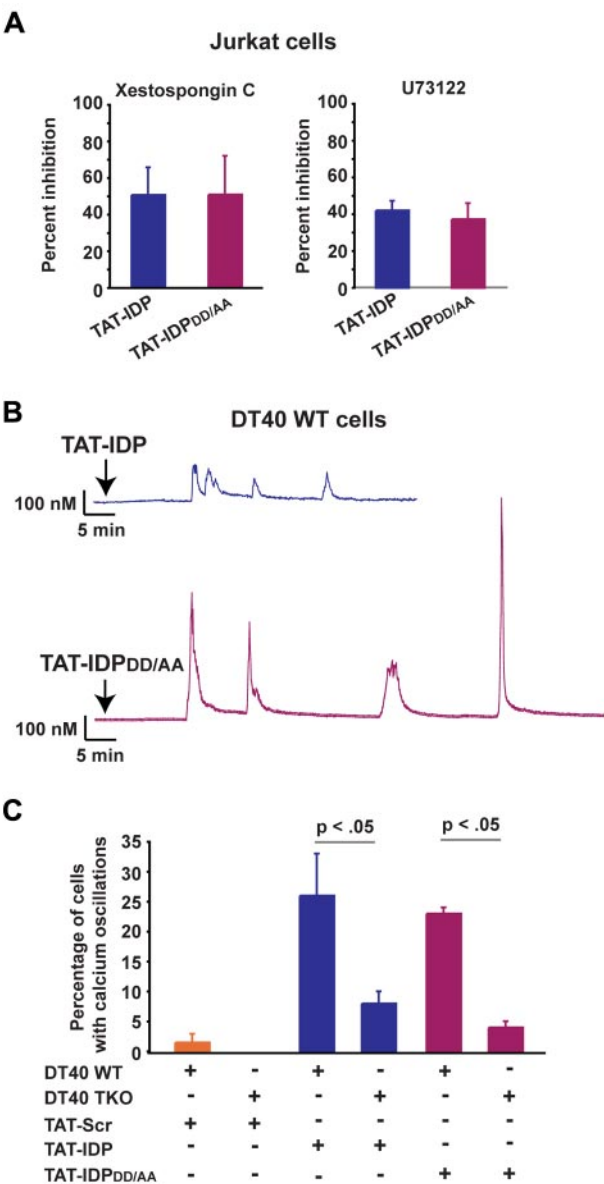 A
Jurkat cells
Xestospongin C
U73122
Percent inhibition
100
80
60
40
20
0
TAT-IDP
TAT-IDPDD/AA
Percent inhibition
100
80
60
40
20
0
TAT-IDP
TAT-IDPDD/AA
B
DT40 WT cells
TAT-IDP
100 nM
5 min
TAT-IDPDD/AA
100 nM
5 min
C
p < .05
p < .05
Percentage of cells
with calcium oscillations
35
30
25
20
15
10
5
0
DT40 WT + - + - + -
DT40 TKO - + - + - +
TAT-Scr + + - - - -
TAT-IDP - - + + - -
TAT-IDPDD/AA - - - - + +